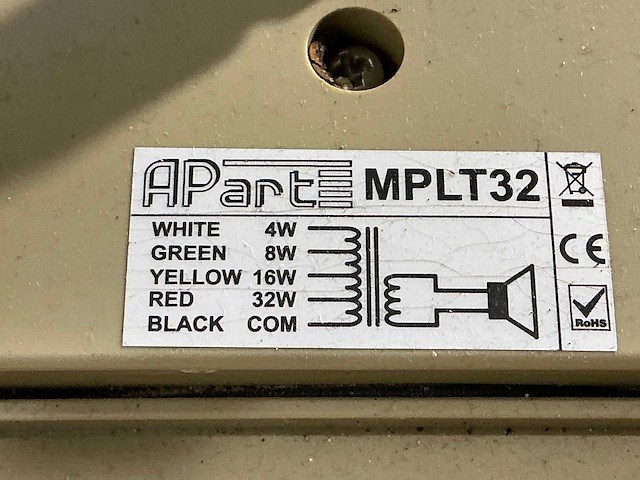 APart MPLT32
WHITE 4W
GREEN 8W
YELLOW 16W
RED 32W
BLACK COM
CE
RoHS